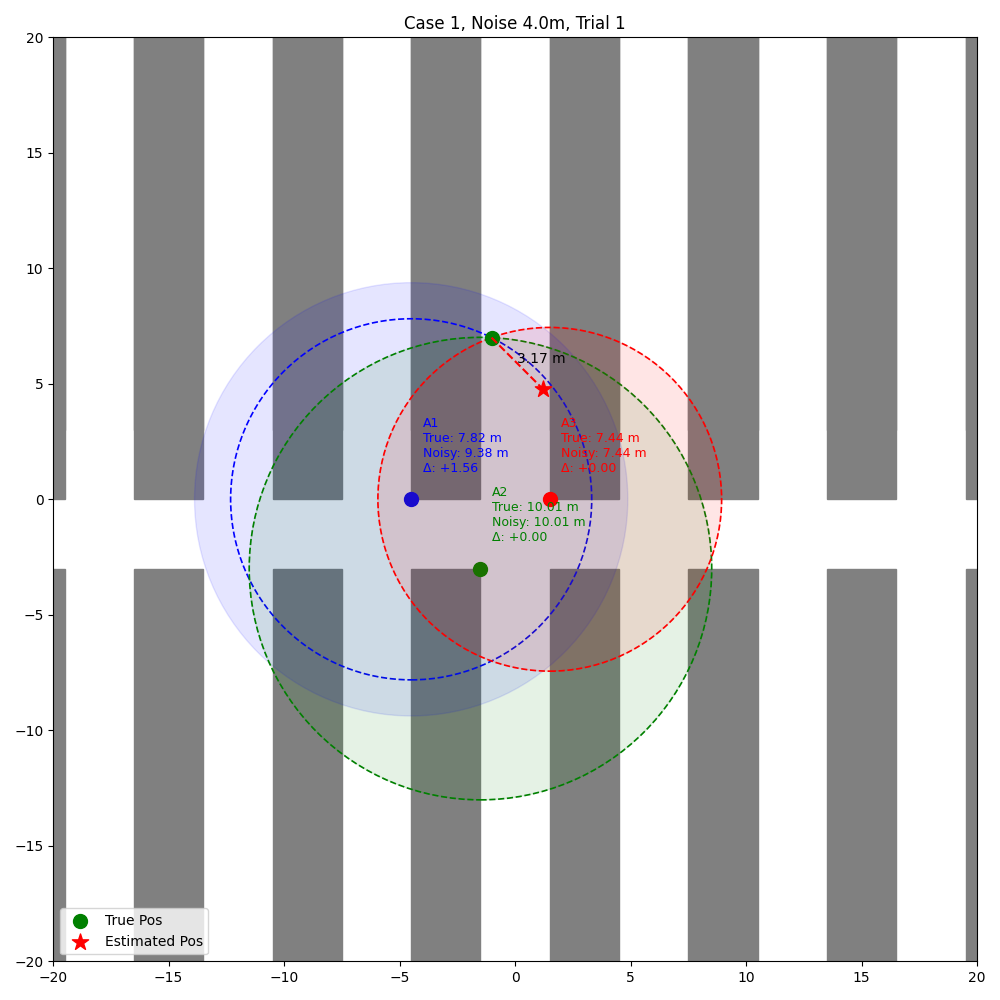 Case 1, Noise 4.0m, Trial 1
3.17 m
A1
True: 7.82 m
Noisy: 9.38 m
Δ: +1.56
A3
True: 7.44 m
Noisy: 7.44 m
Δ: +0.00
A2
True: 10.01 m
Noisy: 10.01 m
Δ: +0.00
20
15
10
5
0
−5
−10
−15
−20
−20
−15
−10
−5
0
5
10
15
20
True Pos
Estimated Pos